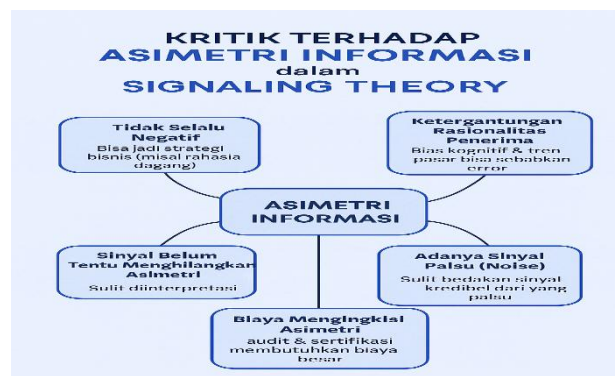 KRITIK TERHADAP
ASIMETRI INFORMASI
dalam
SIGNALING THEORY
Tidak Selalu
Negatif
Bisa jadi strategi
bisnis (misal rahasia
dagang)
Ketergantungan
Rasionalitas
Penerima
Bias kognitif & tren
pasar bisa sebabkan
error
ASIMETRI
INFORMASI
Sinyal Belum
Tentu Menghilangkan
Asimetri
Sulit diinterpretasi
Adanya Sinyal
Palsu (Noise)
Sulit bedakan sinyal
kredibel dari yang
palsu
Biaya Mengingkisi
Asimetri
audit & sertifikasi
membutuhkan biaya
besar